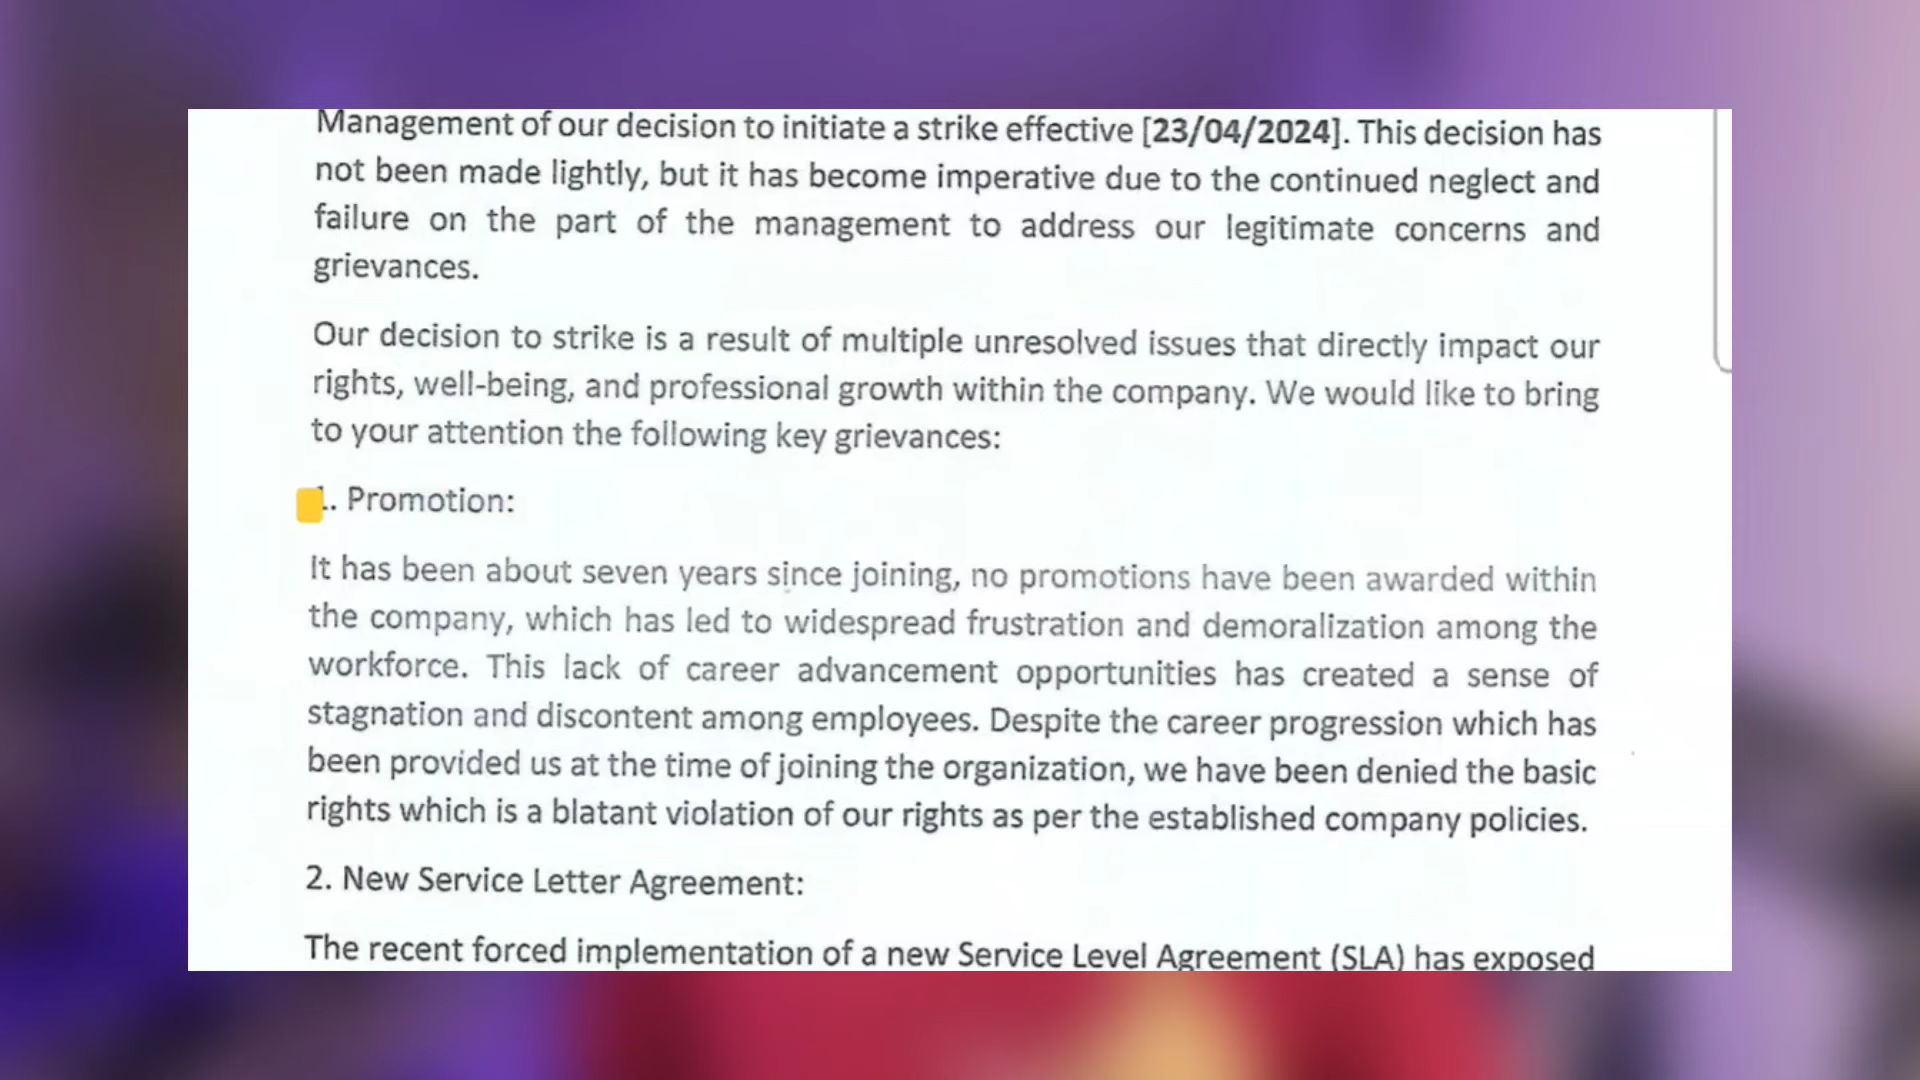 Management of our decision to initiate a strike effective [23/04/2024]. This decision has
not been made lightly, but it has become imperative due to the continued neglect and
failure on the part of the management to address our legitimate concerns and
grievances.
Our decision to strike is a result of multiple unresolved issues that directly impact our
rights, well-being, and professional growth within the company. We would like to bring
to your attention the following key grievances:
1. Promotion:
It has been about seven years since joining, no promotions have been awarded within
the company, which has led to widespread frustration and demoralization among the
workforce. This lack of career advancement opportunities has created a sense of
stagnation and discontent among employees. Despite the career progression which has
been provided us at the time of joining the organization, we have been denied the basic
rights which is a blatant violation of our rights as per the established company policies.
2. New Service Letter Agreement:
The recent forced implementation of a new Service Level Agreement (SLA) has exposed